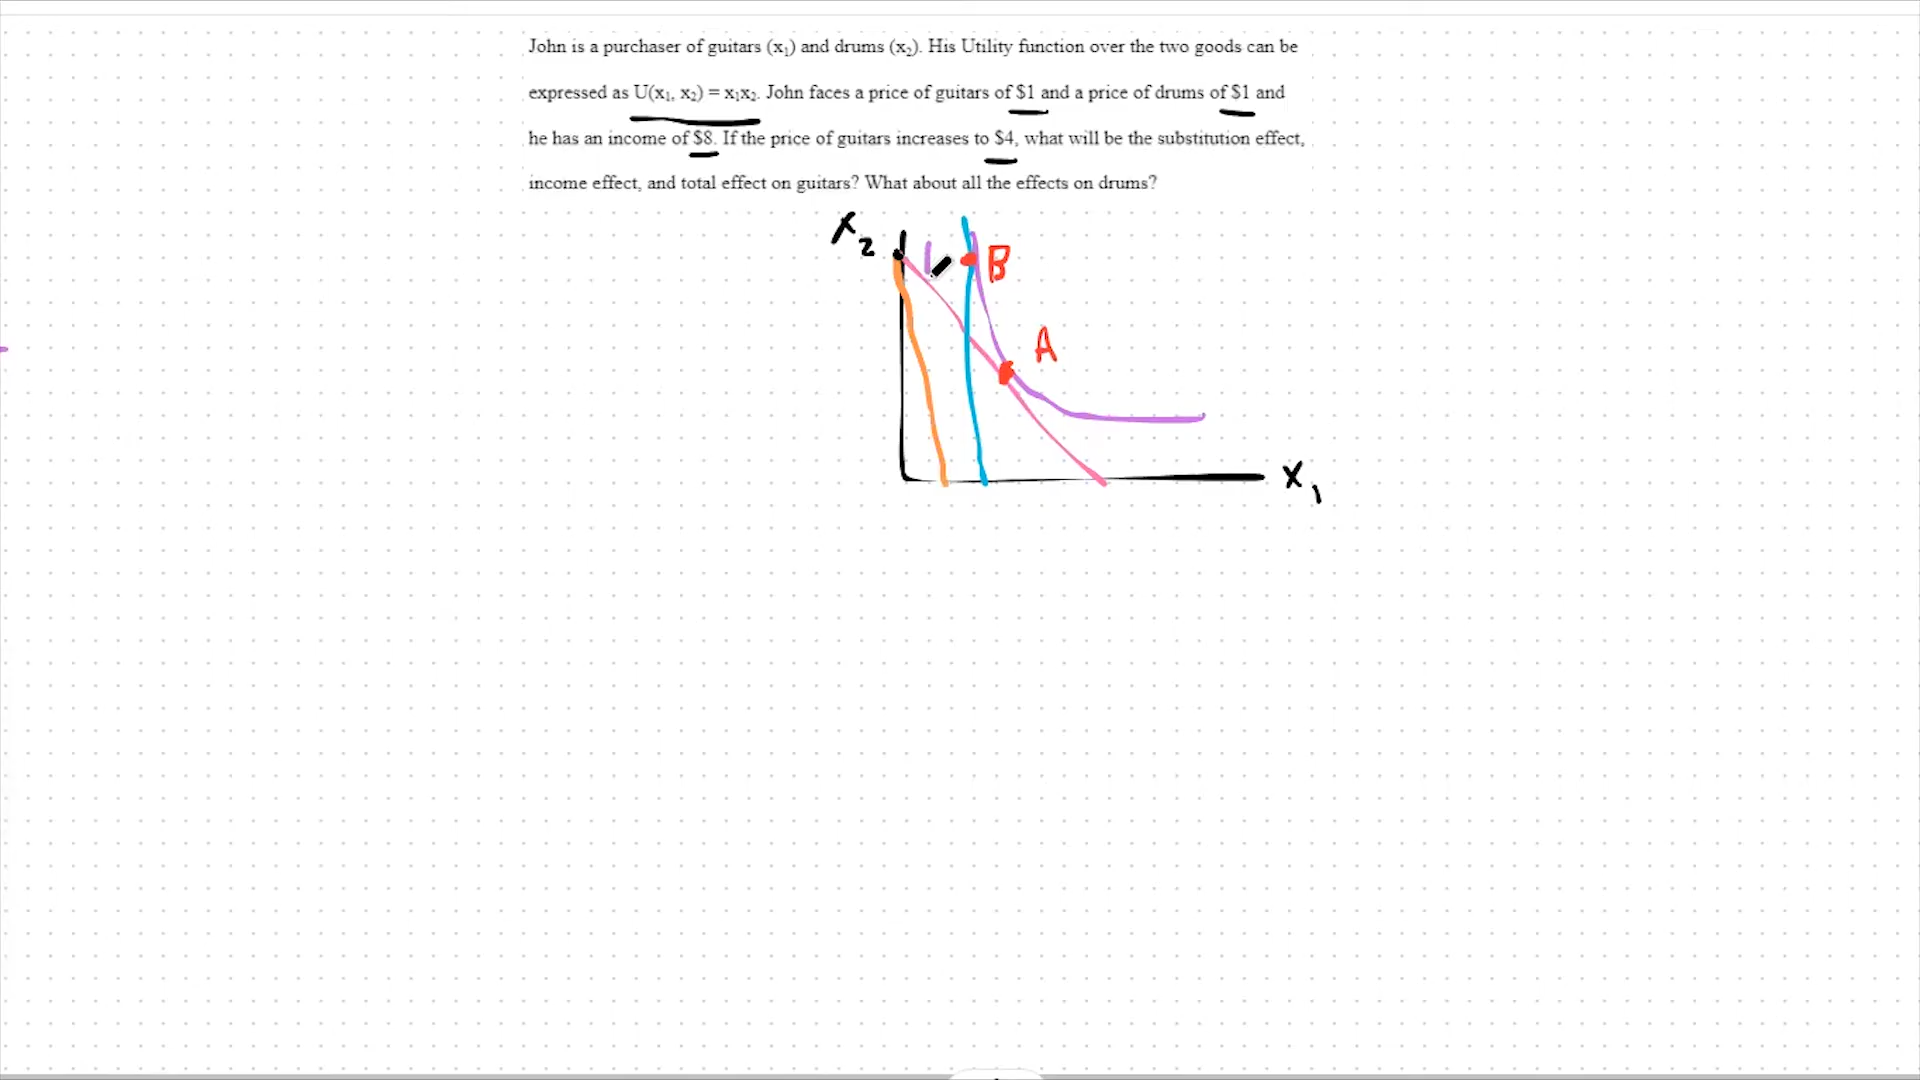 John is a purchaser of guitars (x₁) and drums (x₂). His Utility function over the two goods can be
expressed as U(x₁, x₂) = x₁x₂. John faces a price of guitars of $1 and a price of drums of $1 and
he has an income of $8. If the price of guitars increases to $4, what will be the substitution effect,
income effect, and total effect on guitars? What about all the effects on drums?
x₂
B
A
x₁